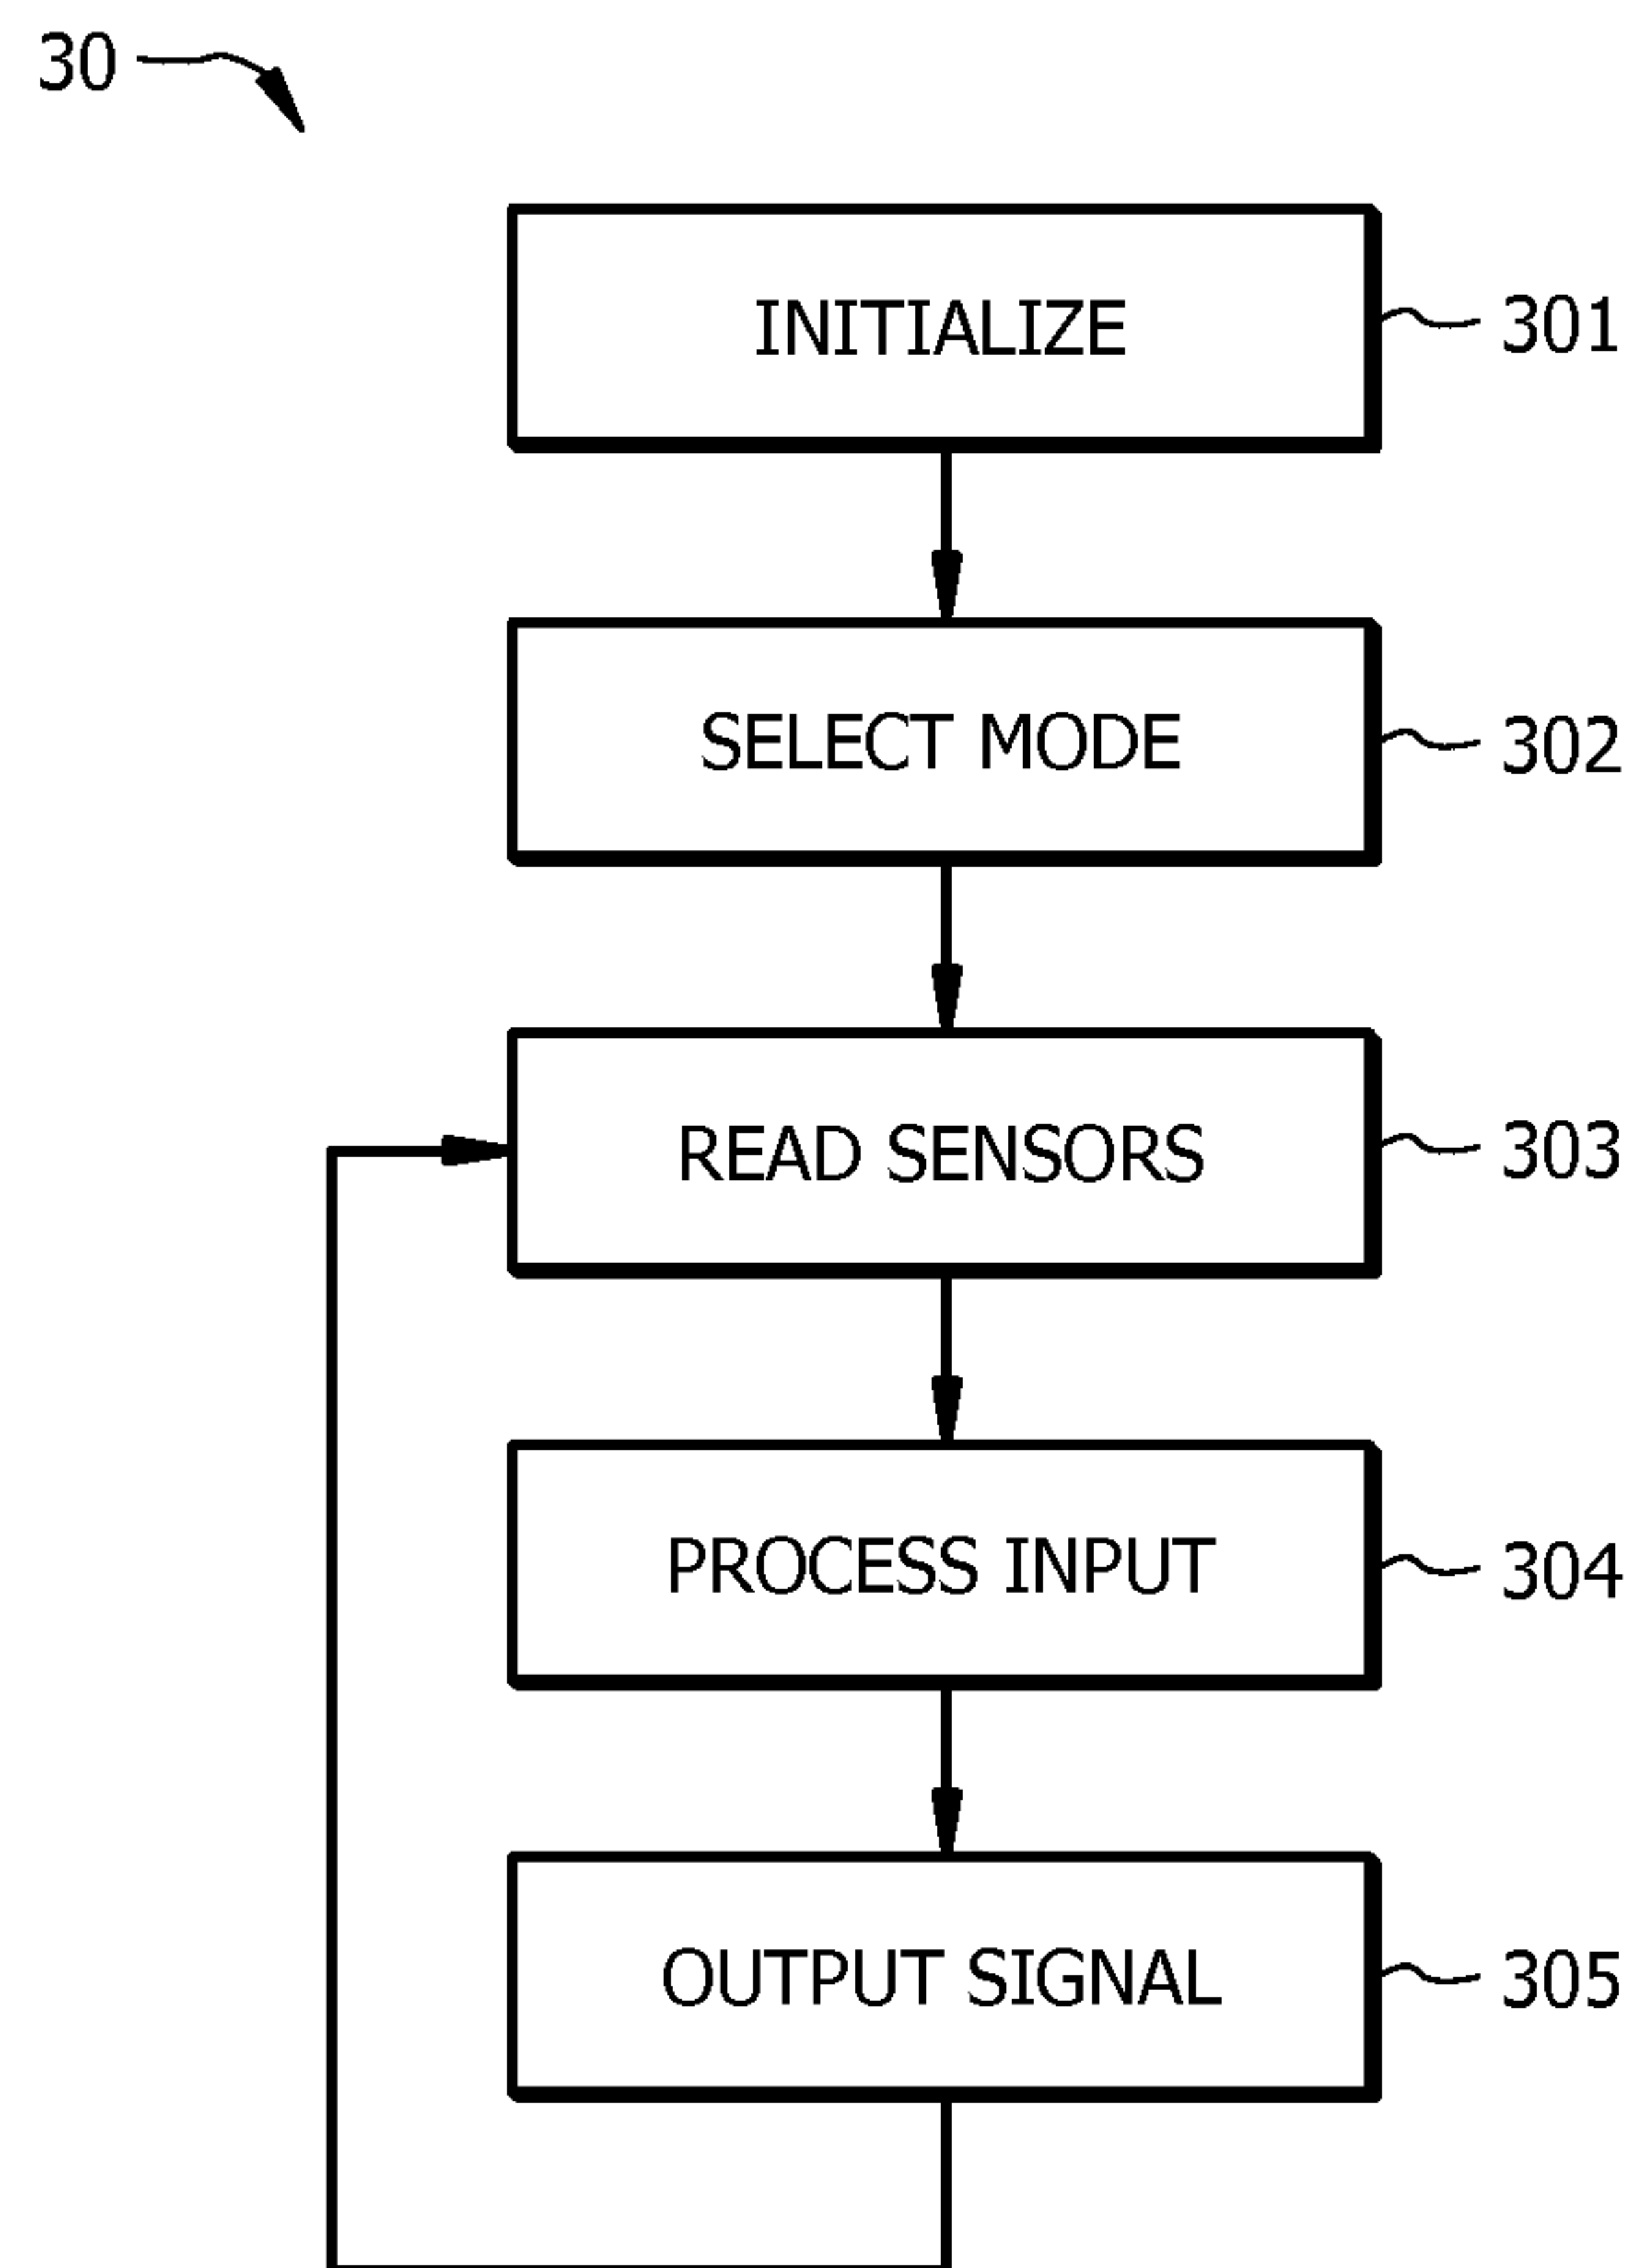 30
INITIALIZE
301
SELECT MODE
302
READ SENSORS
303
PROCESS INPUT
304
OUTPUT SIGNAL
305